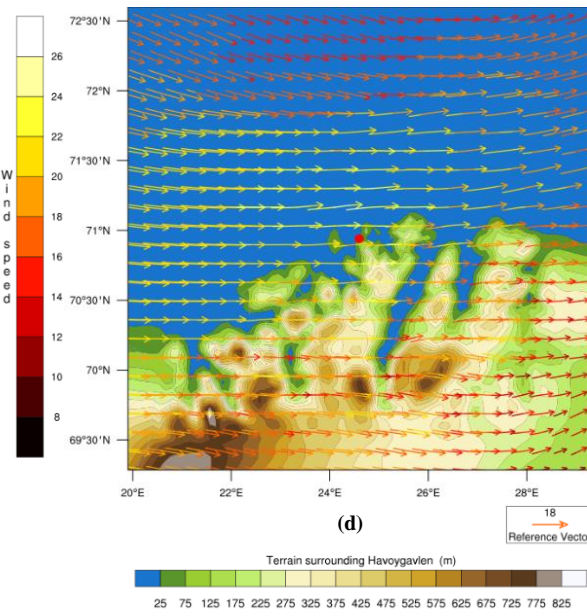 72°30'N
72°N
71°30'N
71°N
70°30'N
70°N
69°30'N
26
24
22
20
18
16
14
12
10
8
Wind speed
20°E
22°E
24°E
26°E
28°E
(d)
18
Reference Vecto
Terrain surrounding Havoygavlen (m)
25 75 125 175 225 275 325 375 425 475 525 575 625 675 725 775 825